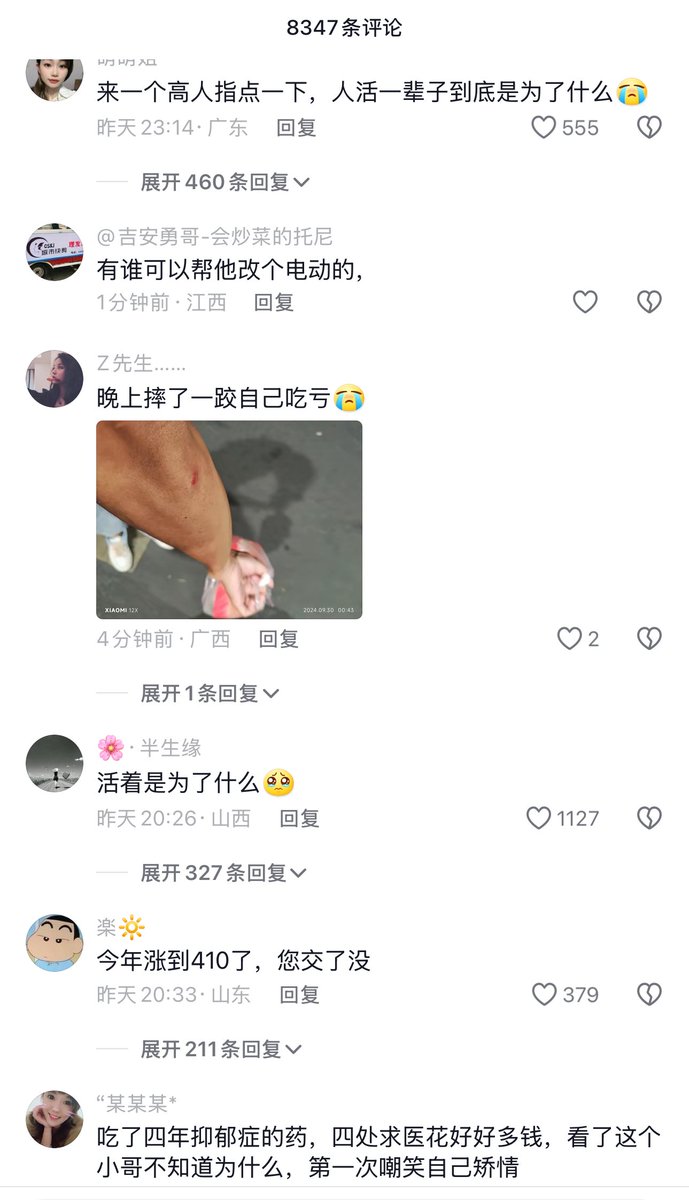 8347条评论
萌萌姐
来一个高人指点一下，人活一辈子到底是为了什么😭
昨天 23:14 · 广东 回复 555
展开 460 条回复
@吉安勇哥-会炒菜的托尼
有谁可以帮他改个电动的，
1分钟前 · 江西 回复
Z先生……
晚上摔了一跤自己吃亏😭
XIAOMI 12X 2024.09.30 00:43
4分钟前 · 广西 回复 2
展开 1 条回复
🌸 · 半生缘
活着是为了什么🥺
昨天 20:26 · 山西 回复 1127
展开 327 条回复
楽🔆
今年涨到410了，您交了没
昨天 20:33 · 山东 回复 379
展开 211 条回复
“某某某*
吃了四年抑郁症的药，四处求医花好好多钱，看了这个
小哥不知道为什么，第一次嘲笑自己矫情